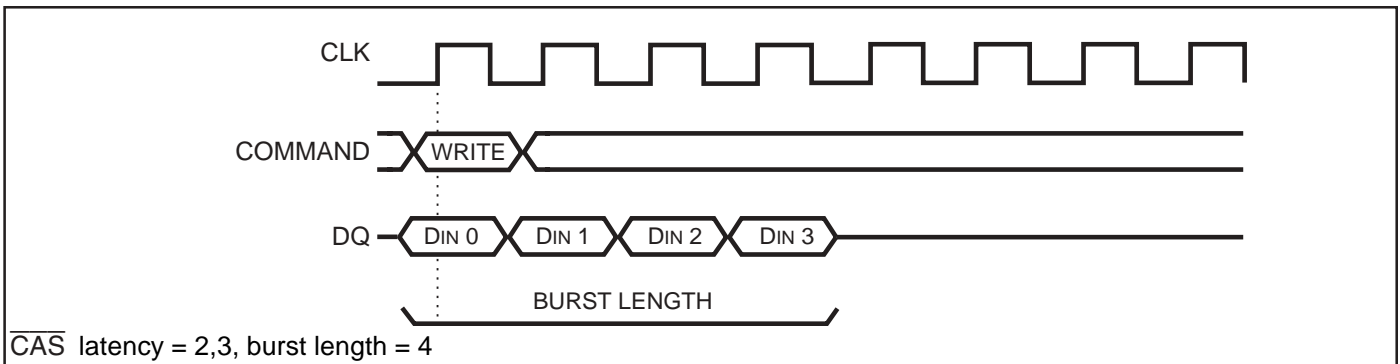 CLK
COMMAND WRITE
DQ DIN 0 DIN 1 DIN 2 DIN 3
BURST LENGTH
CAS latency = 2,3, burst length = 4